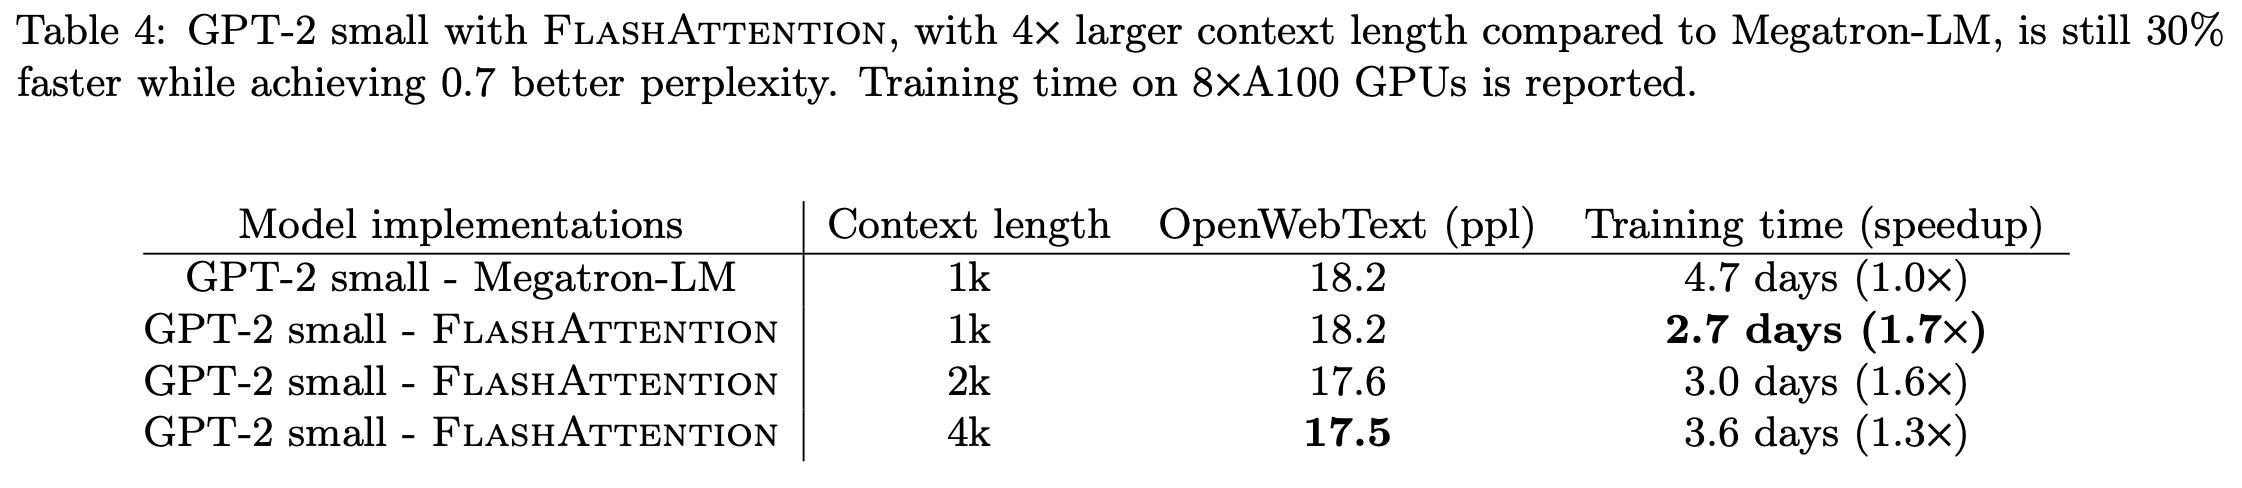 Table 4: GPT-2 small with FLASHATTENTION, with 4× larger context length compared to Megatron-LM, is still 30%
faster while achieving 0.7 better perplexity. Training time on 8×A100 GPUs is reported.
Model implementations Context length OpenWebText (ppl) Training time (speedup)
GPT-2 small - Megatron-LM 1k 18.2 4.7 days (1.0×)
GPT-2 small - FLASHATTENTION 1k 18.2 2.7 days (1.7×)
GPT-2 small - FLASHATTENTION 2k 17.6 3.0 days (1.6×)
GPT-2 small - FLASHATTENTION 4k 17.5 3.6 days (1.3×)